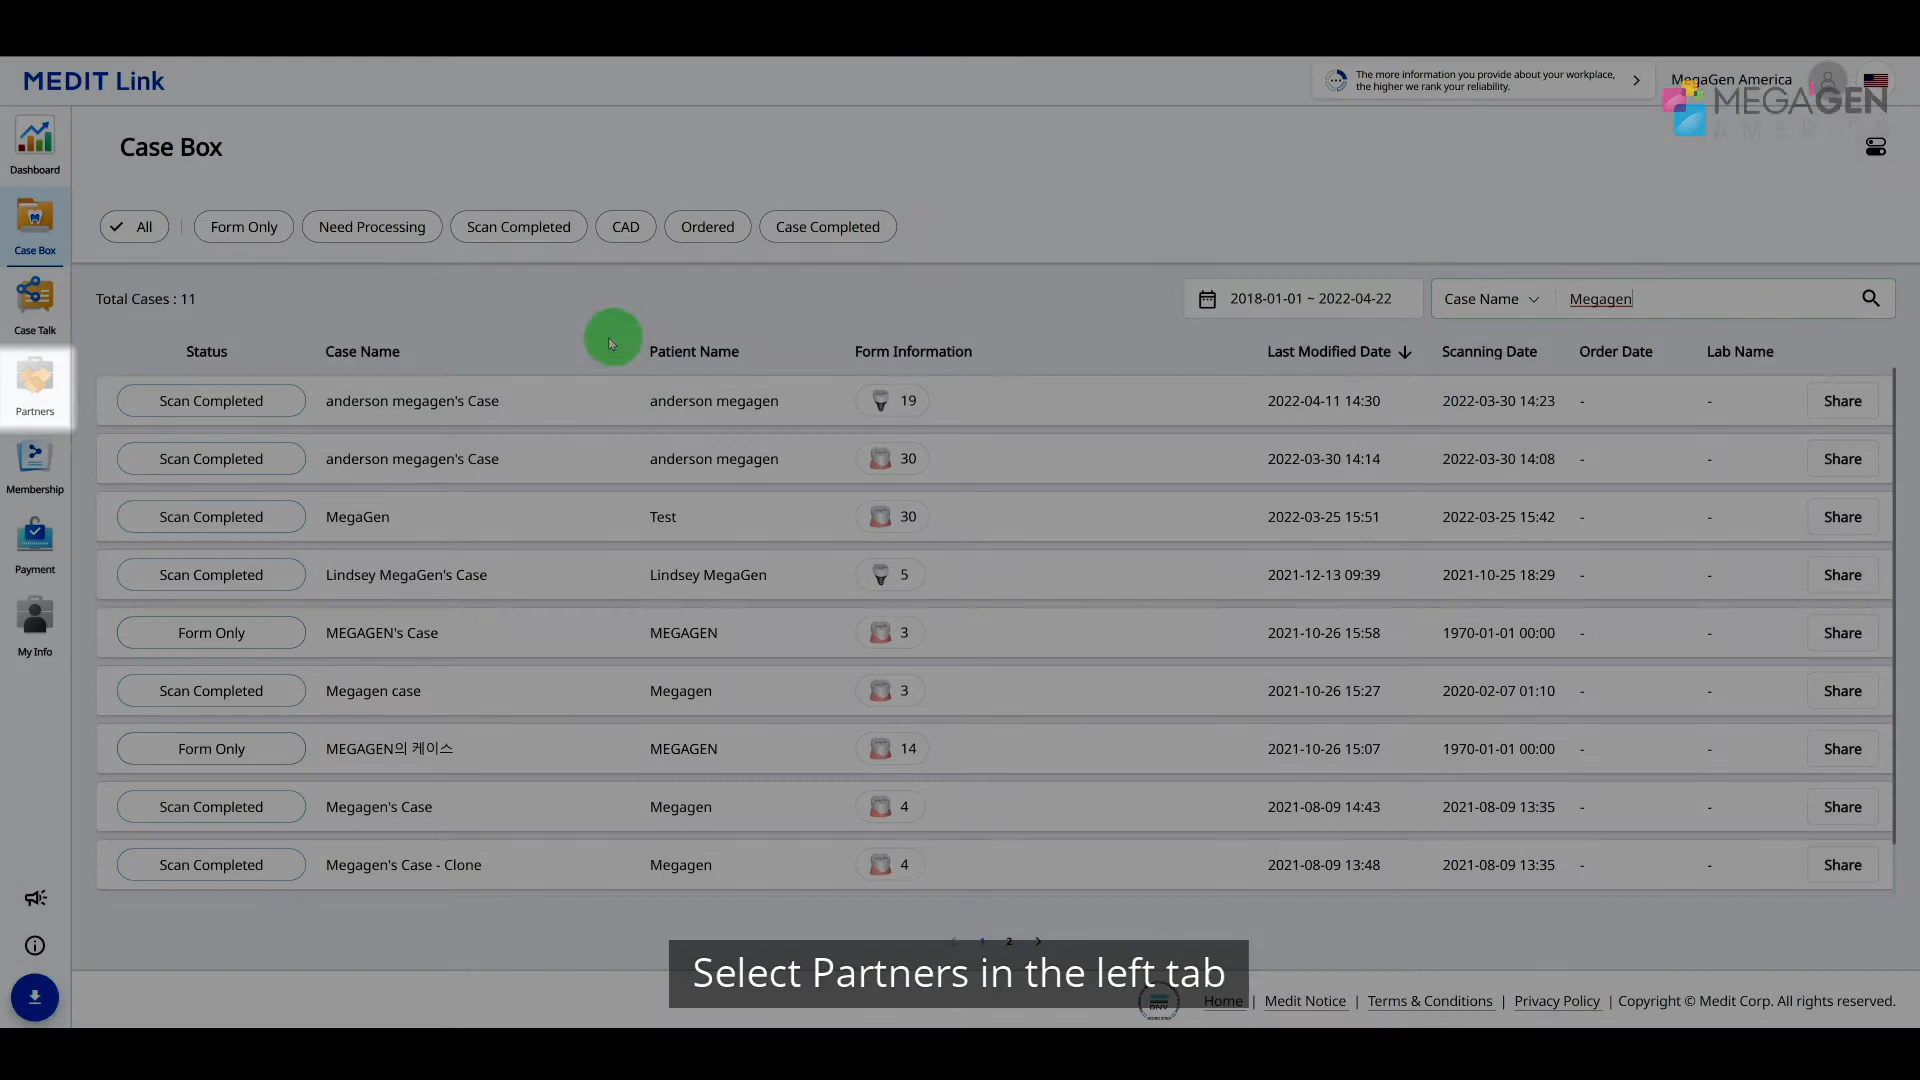 MEDIT Link
The more information you provide about your workplace,
the higher we rank your reliability.
MegaGen America
MEGAGEN
AMERICA
Dashboard
Case Box
Case Talk
Partners
Membership
Payment
My Info
Case Box
All
Form Only
Need Processing
Scan Completed
CAD
Ordered
Case Completed
Total Cases : 11
2018-01-01 ~ 2022-04-22
Case Name
Megagen
Status Case Name Patient Name Form Information Last Modified Date Scanning Date Order Date Lab Name
Scan Completed anderson megagen's Case anderson megagen 19 2022-04-11 14:30 2022-03-30 14:23 - - Share
Scan Completed anderson megagen's Case anderson megagen 30 2022-03-30 14:14 2022-03-30 14:08 - - Share
Scan Completed MegaGen Test 30 2022-03-25 15:51 2022-03-25 15:42 - - Share
Scan Completed Lindsey MegaGen's Case Lindsey MegaGen 5 2021-12-13 09:39 2021-10-25 18:29 - - Share
Form Only MEGAGEN's Case MEGAGEN 3 2021-10-26 15:58 1970-01-01 00:00 - - Share
Scan Completed Megagen case Megagen 3 2021-10-26 15:27 2020-02-07 01:10 - - Share
Form Only MEGAGEN의 케이스 MEGAGEN 14 2021-10-26 15:07 1970-01-01 00:00 - - Share
Scan Completed Megagen's Case Megagen 4 2021-08-09 14:43 2021-08-09 13:35 - - Share
Scan Completed Megagen's Case - Clone Megagen 4 2021-08-09 13:48 2021-08-09 13:35 - - Share
1 2
Select Partners in the left tab
DNV
Home | Medit Notice | Terms & Conditions | Privacy Policy | Copyright © Medit Corp. All rights reserved.